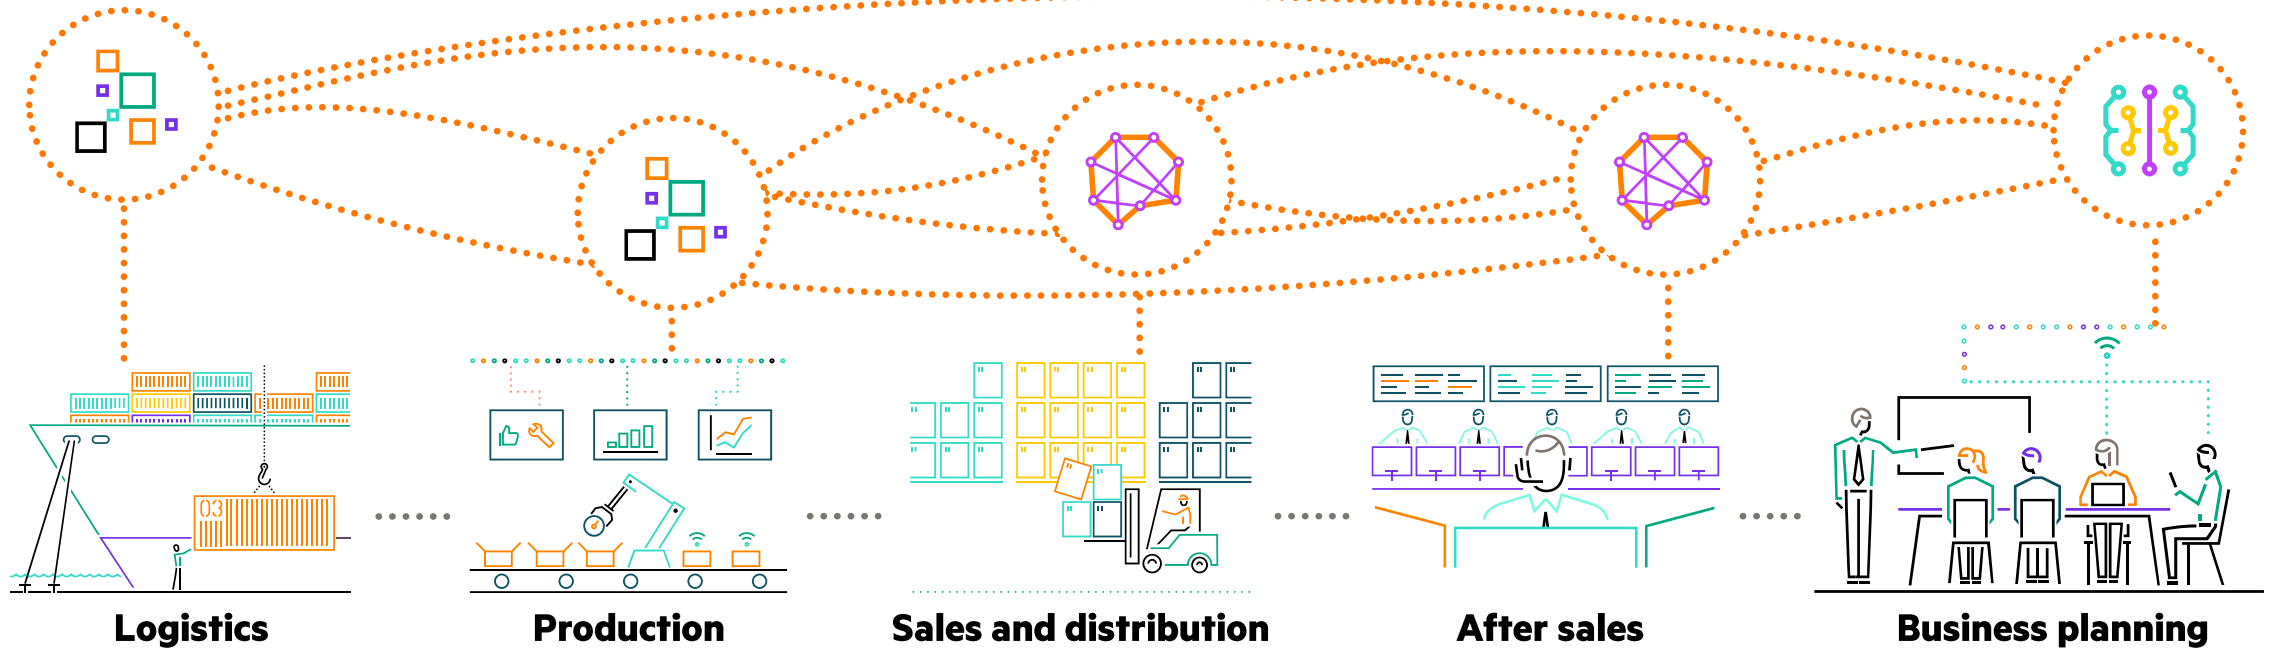 03
Logistics
Production
Sales and distribution
After sales
Business planning